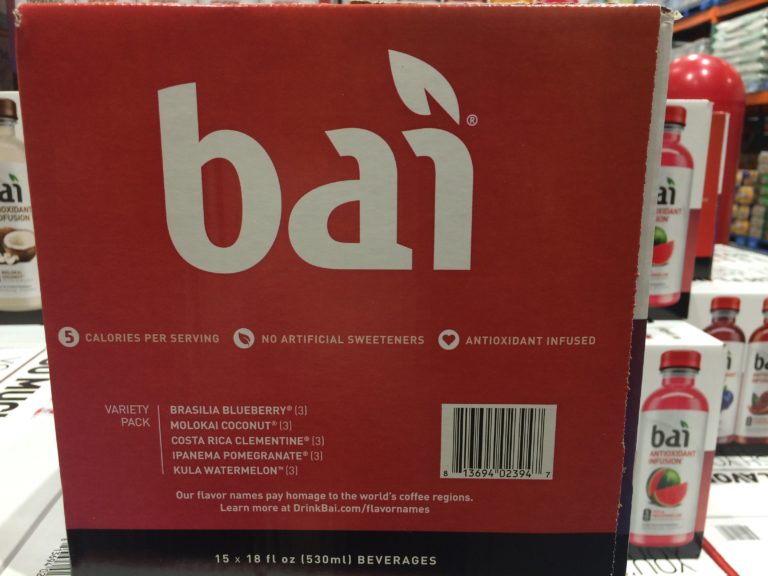 bai®
5 CALORIES PER SERVING
NO ARTIFICIAL SWEETENERS
ANTIOXIDANT INFUSED
VARIETY PACK
BRASILIA BLUEBERRY® (3)
MOLOKAI COCONUT® (3)
COSTA RICA CLEMENTINE® (3)
IPANEMA POMEGRANATE® (3)
KULA WATERMELON™ (3)
8 13694 02394 7
Our flavor names pay homage to the world's coffee regions.
Learn more at DrinkBai.com/flavornames
15 x 18 fl oz (530ml) BEVERAGES
bai
bai
ANTIOXIDANT
INFUSION